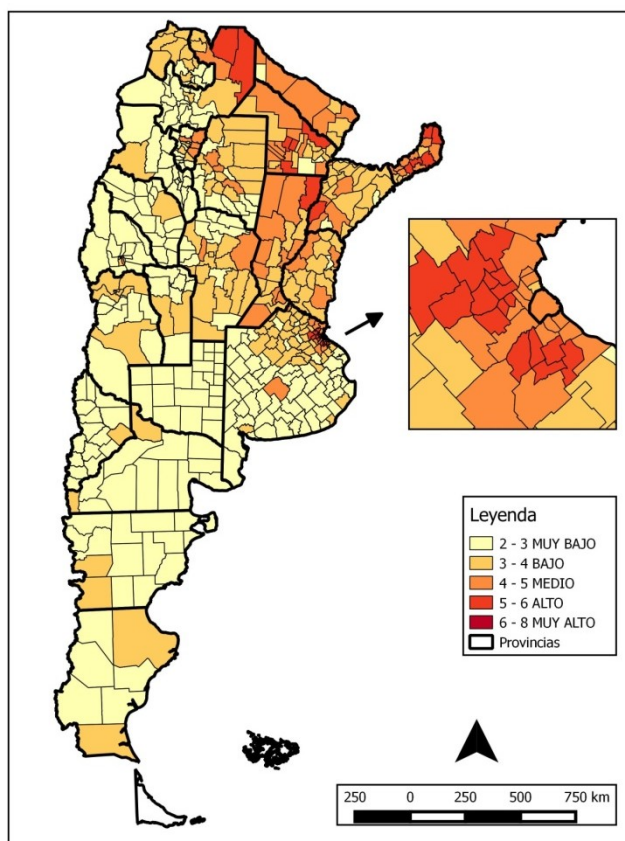 Leyenda
2 - 3 MUY BAJO
3 - 4 BAJO
4 - 5 MEDIO
5 - 6 ALTO
6 - 8 MUY ALTO
Provincias
250 0 250 500 750 km